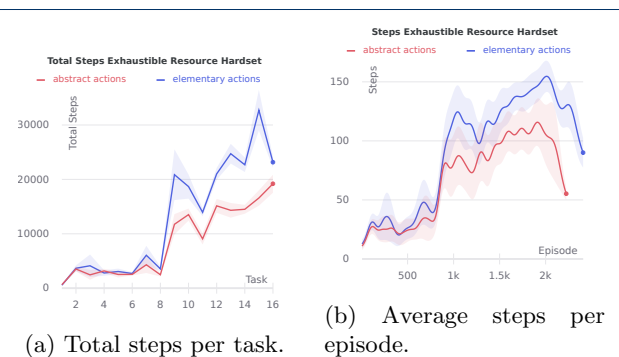 Total Steps Exhaustible Resource Hardset
abstract actions elementary actions
Total Steps
30000
20000
10000
0
2 4 6 8 10 12 14 16
Task
(a) Total steps per task.
Steps Exhaustible Resource Hardset
abstract actions elementary actions
Steps
150
100
50
0
500 1k 1.5k 2k
Episode
(b) Average steps per
episode.